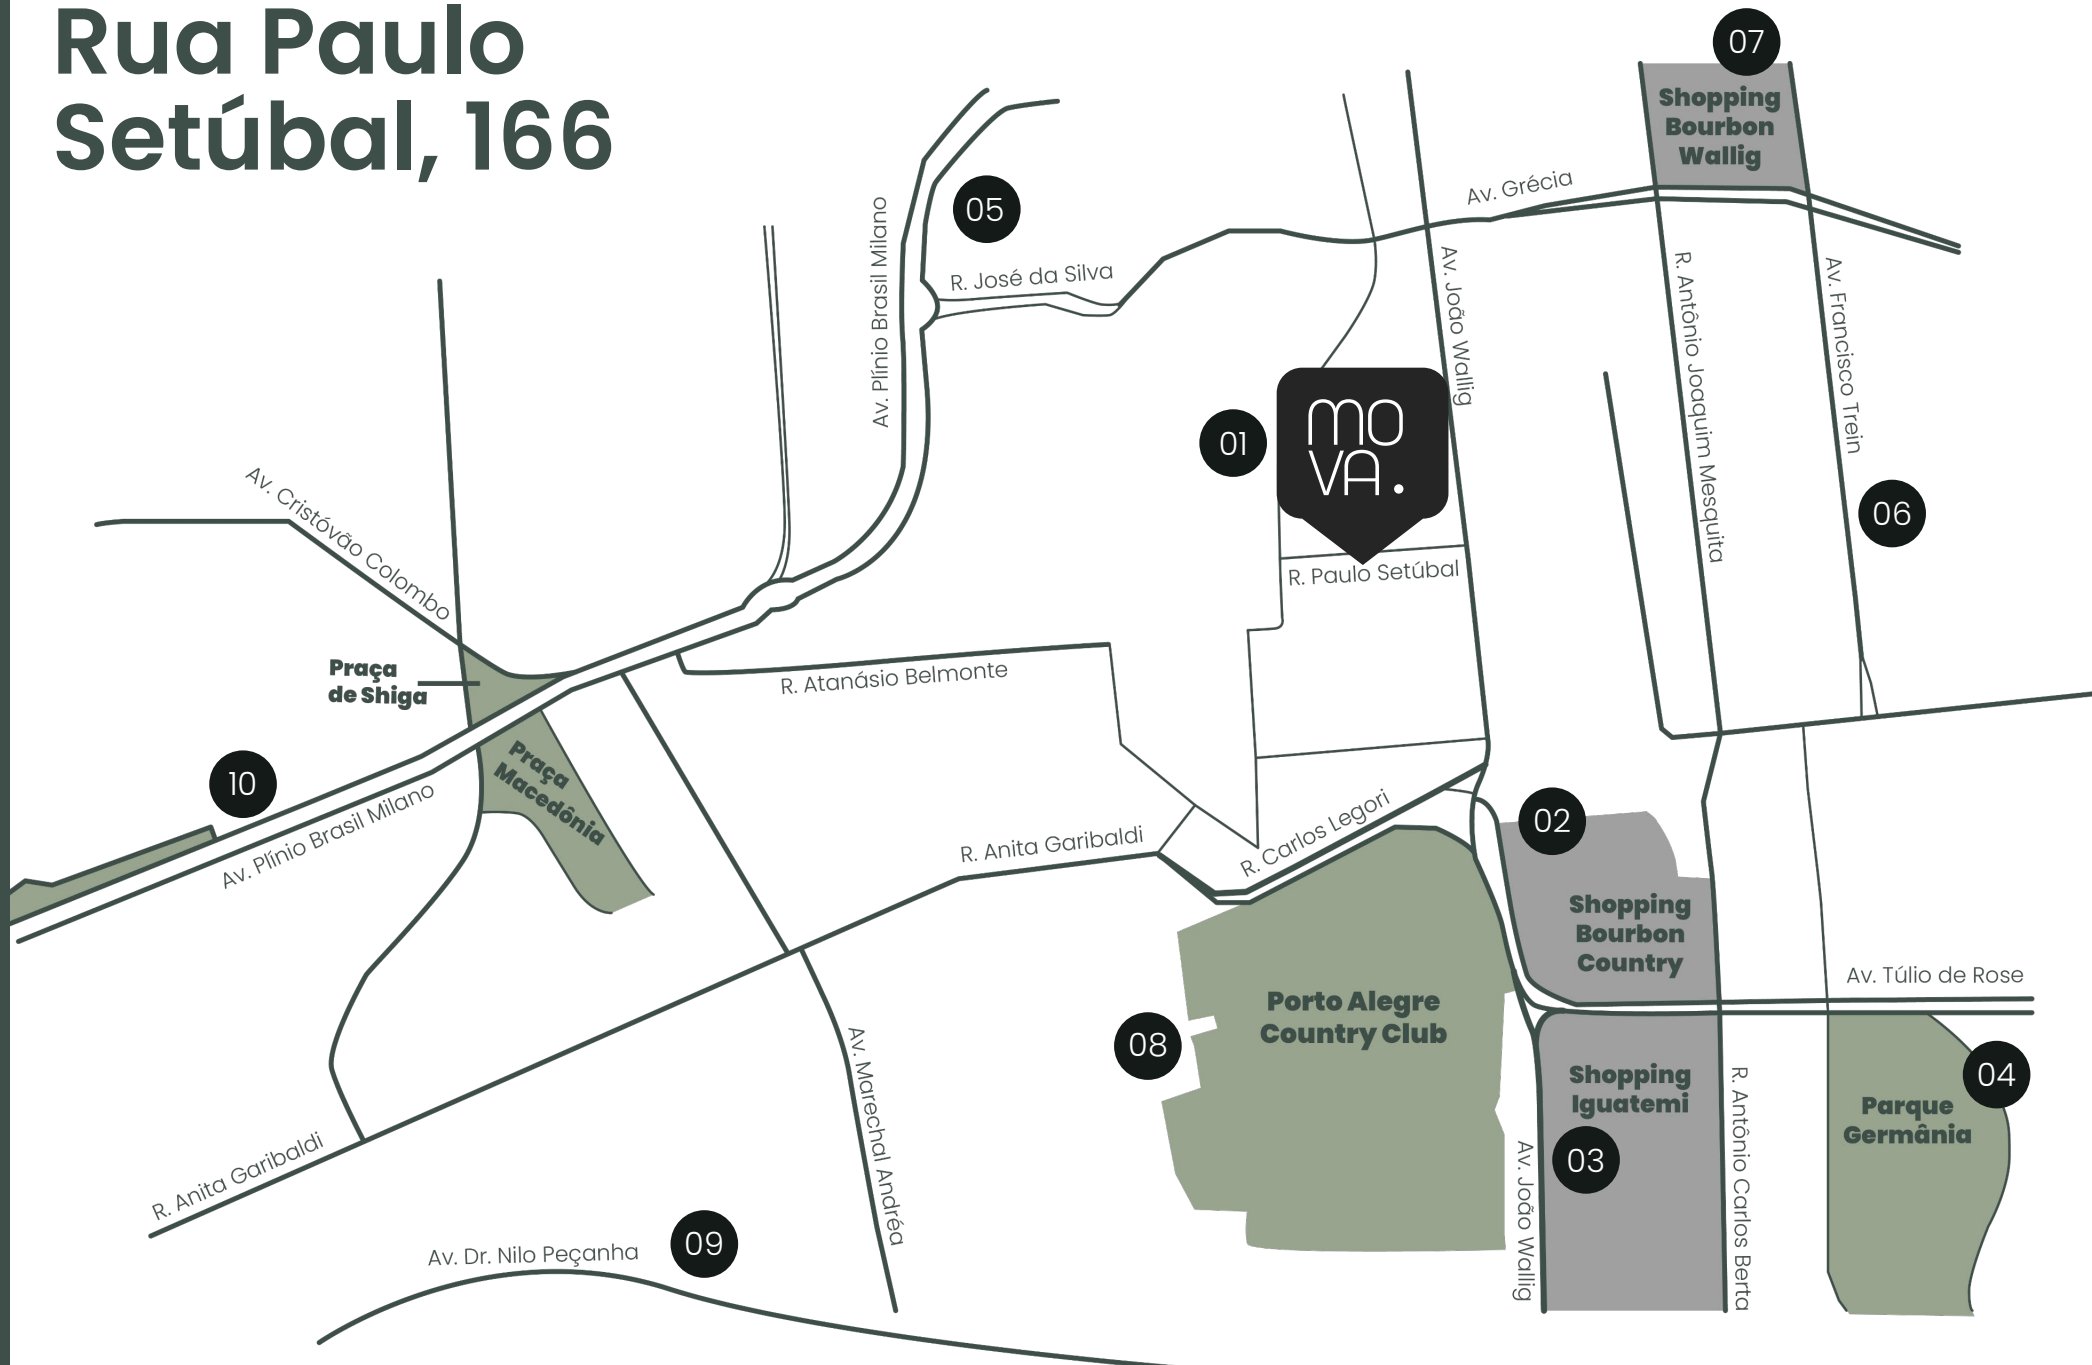 Rua Paulo
Setúbal, 166
07
Shopping
Bourbon
Wallig
Av. Grécia
05
Av. Plínio Brasil Milano
R. José da Silva
Av. João Wallig
R. Antônio Joaquim Mesquita
Av. Francisco Trein
MO
VA.
01
06
Av. Cristóvão Colombo
R. Paulo Setúbal
Praça
de Shiga
R. Atanásio Belmonte
10
Praça
Macedônia
Av. Plínio Brasil Milano
R. Anita Garibaldi
R. Carlos Legori
02
Shopping
Bourbon
Country
Av. Túlio de Rose
Porto Alegre
Country Club
08
Shopping
Iguatemi
03
04
Parque
Germânia
Av. Marechal Andréa
R. Anita Garibaldi
Av. João Wallig
R. Antônio Carlos Berta
Av. Dr. Nilo Peçanha
09